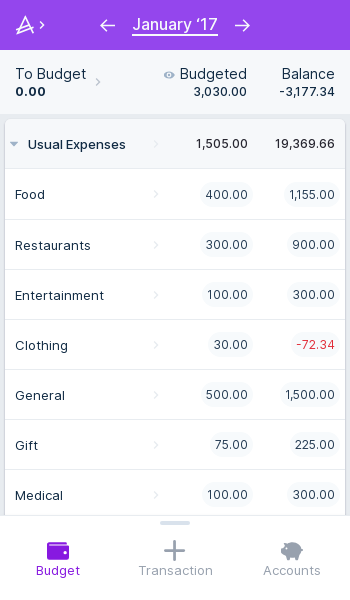 January ‘17
To Budget Budgeted Balance
0.00 3,030.00 -3,177.34
Usual Expenses 1,505.00 19,369.66
Food 400.00 1,155.00
Restaurants 300.00 900.00
Entertainment 100.00 300.00
Clothing 30.00 -72.34
General 500.00 1,500.00
Gift 75.00 225.00
Medical 100.00 300.00
Budget Transaction Accounts